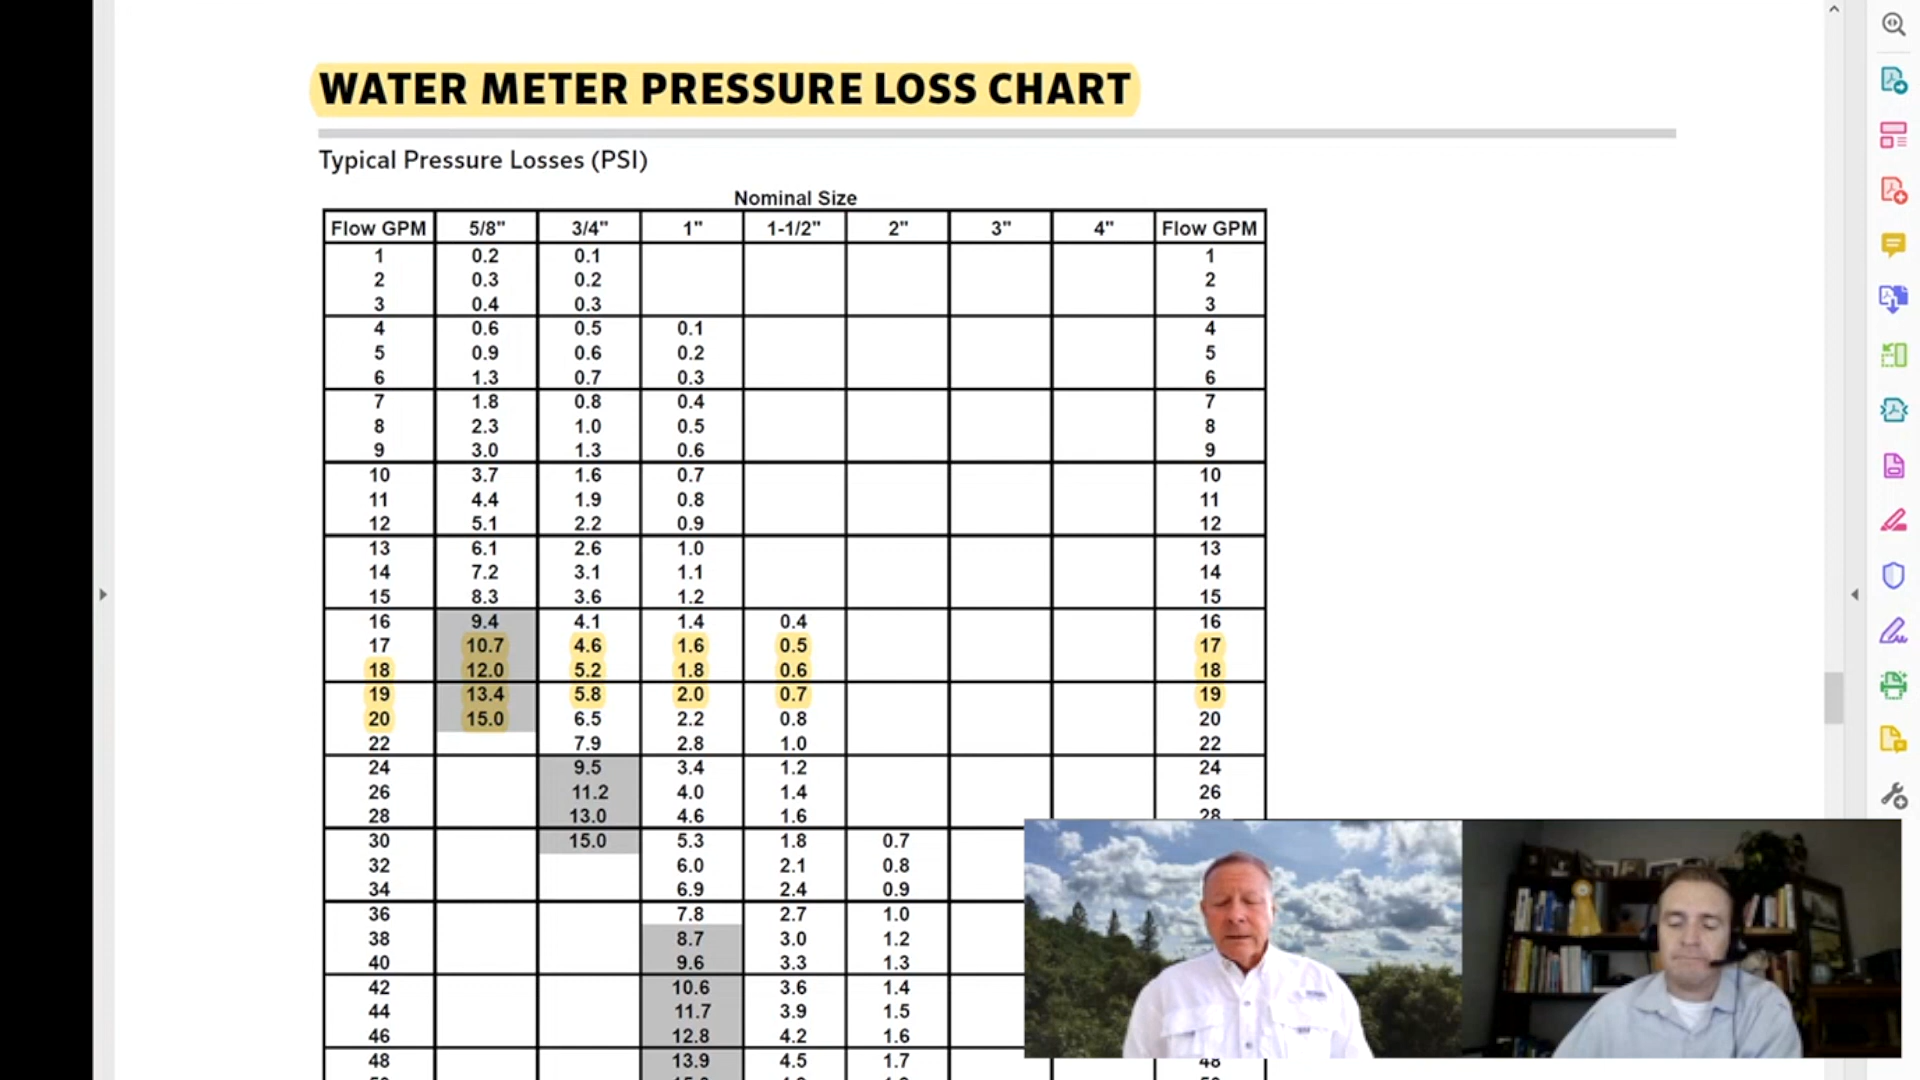 WATER METER PRESSURE LOSS CHART
Typical Pressure Losses (PSI)
Nominal Size
Flow GPM 5/8" 3/4" 1" 1-1/2" 2" 3" 4" Flow GPM
1 0.2 0.1 1
2 0.3 0.2 2
3 0.4 0.3 3
4 0.6 0.5 0.1 4
5 0.9 0.6 0.2 5
6 1.3 0.7 0.3 6
7 1.8 0.8 0.4 7
8 2.3 1.0 0.5 8
9 3.0 1.3 0.6 9
10 3.7 1.6 0.7 10
11 4.4 1.9 0.8 11
12 5.1 2.2 0.9 12
13 6.1 2.6 1.0 13
14 7.2 3.1 1.1 14
15 8.3 3.6 1.2 15
16 9.4 4.1 1.4 0.4 16
17 10.7 4.6 1.6 0.5 17
18 12.0 5.2 1.8 0.6 18
19 13.4 5.8 2.0 0.7 19
20 15.0 6.5 2.2 0.8 20
22 7.9 2.8 1.0 22
24 9.5 3.4 1.2 24
26 11.2 4.0 1.4 26
28 13.0 4.6 1.6 28
30 15.0 5.3 1.8 0.7
32 6.0 2.1 0.8
34 6.9 2.4 0.9
36 7.8 2.7 1.0
38 8.7 3.0 1.2
40 9.6 3.3 1.3
42 10.6 3.6 1.4
44 11.7 3.9 1.5
46 12.8 4.2 1.6
48 13.9 4.5 1.7 48